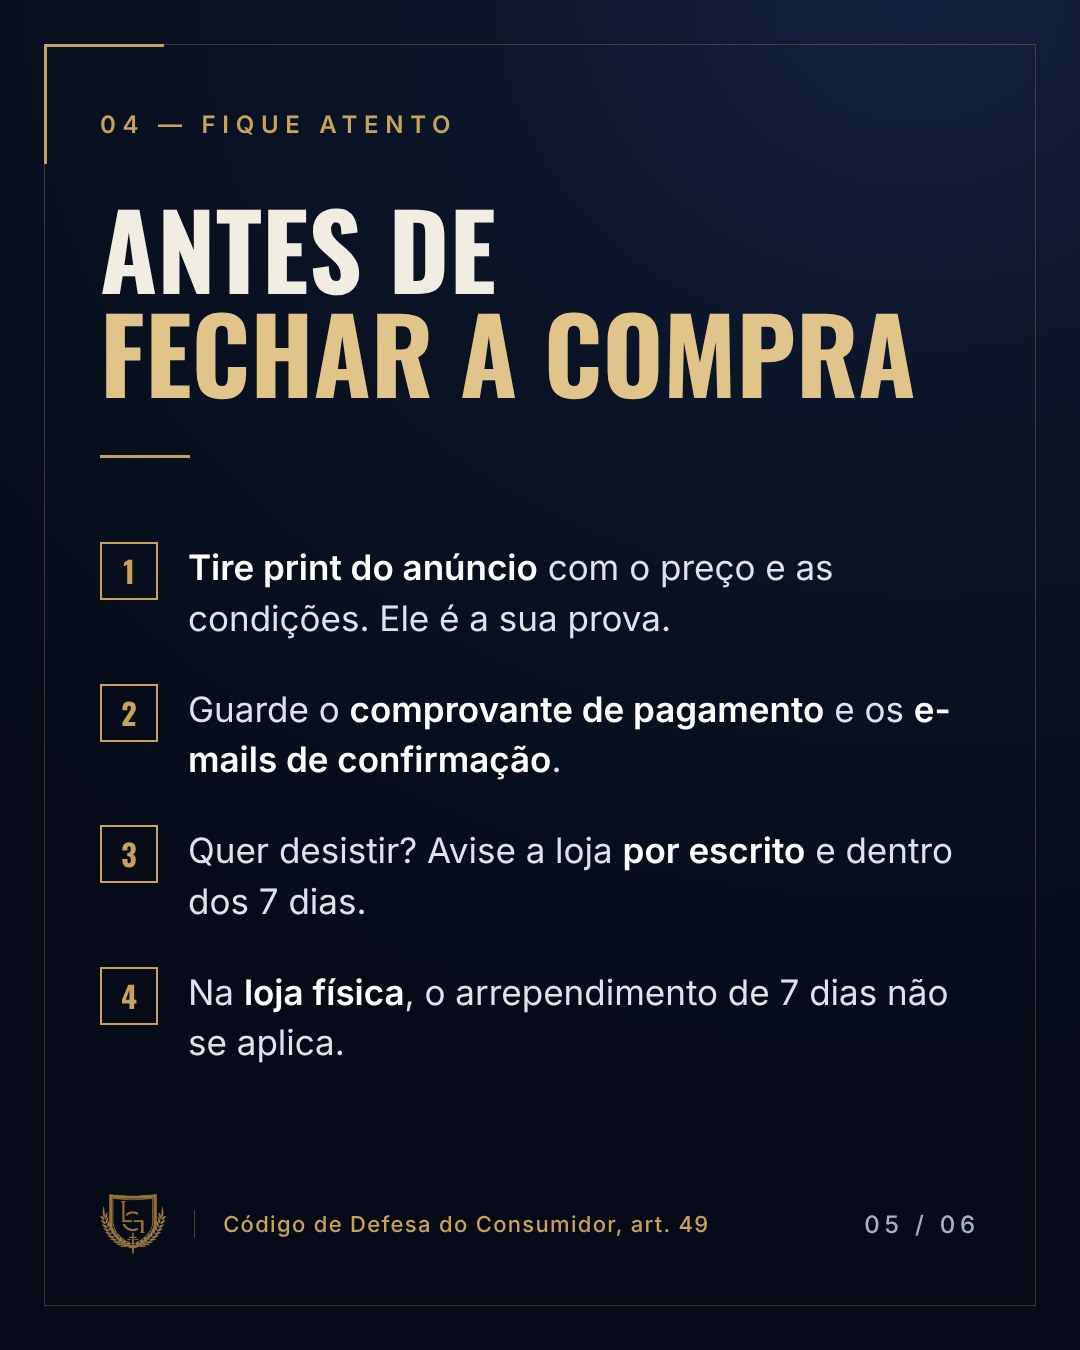 04 — FIQUE ATENTO
ANTES DE
FECHAR A COMPRA
1
Tire print do anúncio com o preço e as
condições. Ele é a sua prova.
2
Guarde o comprovante de pagamento e os e-
mails de confirmação.
3
Quer desistir? Avise a loja por escrito e dentro
dos 7 dias.
4
Na loja física, o arrependimento de 7 dias não
se aplica.
Código de Defesa do Consumidor, art. 49
05 / 06